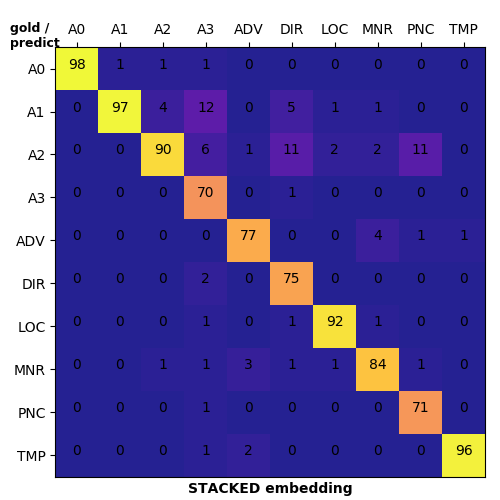 gold /
predict
A0 A1 A2 A3 ADV DIR LOC MNR PNC TMP
A0 98 1 1 1 0 0 0 0 0 0
A1 0 97 4 12 0 5 1 1 0 0
A2 0 0 90 6 1 11 2 2 11 0
A3 0 0 0 70 0 1 0 0 0 0
ADV 0 0 0 0 77 0 0 4 1 1
DIR 0 0 0 2 0 75 0 0 0 0
LOC 0 0 0 1 0 1 92 1 0 0
MNR 0 0 1 1 3 1 1 84 1 0
PNC 0 0 0 1 0 0 0 0 71 0
TMP 0 0 0 1 2 0 0 0 0 96
STACKED embedding